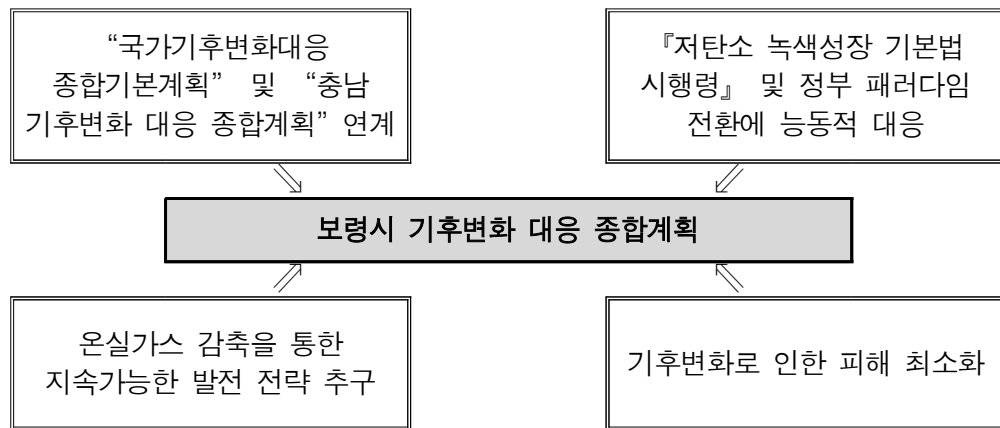 “국가기후변화대응
종합기본계획” 및 “충남
기후변화 대응 종합계획” 연계
『저탄소 녹색성장 기본법
시행령』 및 정부 패러다임
전환에 능동적 대응
보령시 기후변화 대응 종합계획
온실가스 감축을 통한
지속가능한 발전 전략 추구
기후변화로 인한 피해 최소화